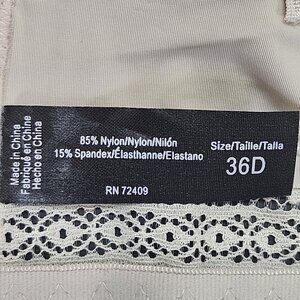 Made in China
Fabriqué en Chine
Hecho en China
85% Nylon/Nylon/Nilón
15% Spandex/Élasthanne/Elastano
RN 72409
Size/Taille/Talla
36D